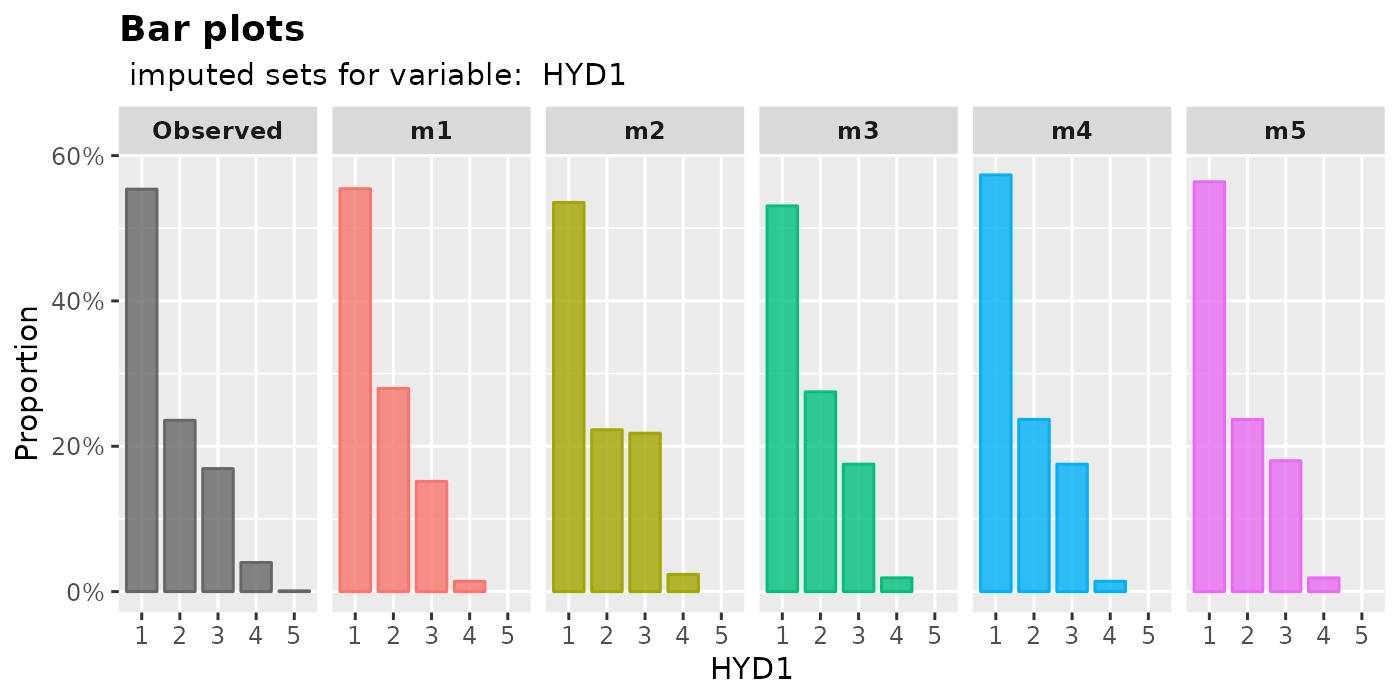 Bar plots
imputed sets for variable:  HYD1
Observed m1 m2 m3 m4 m5
60%
40%
20%
0%
Proportion
1 2 3 4 5 1 2 3 4 5 1 2 3 4 5 1 2 3 4 5 1 2 3 4 5 1 2 3 4 5
HYD1